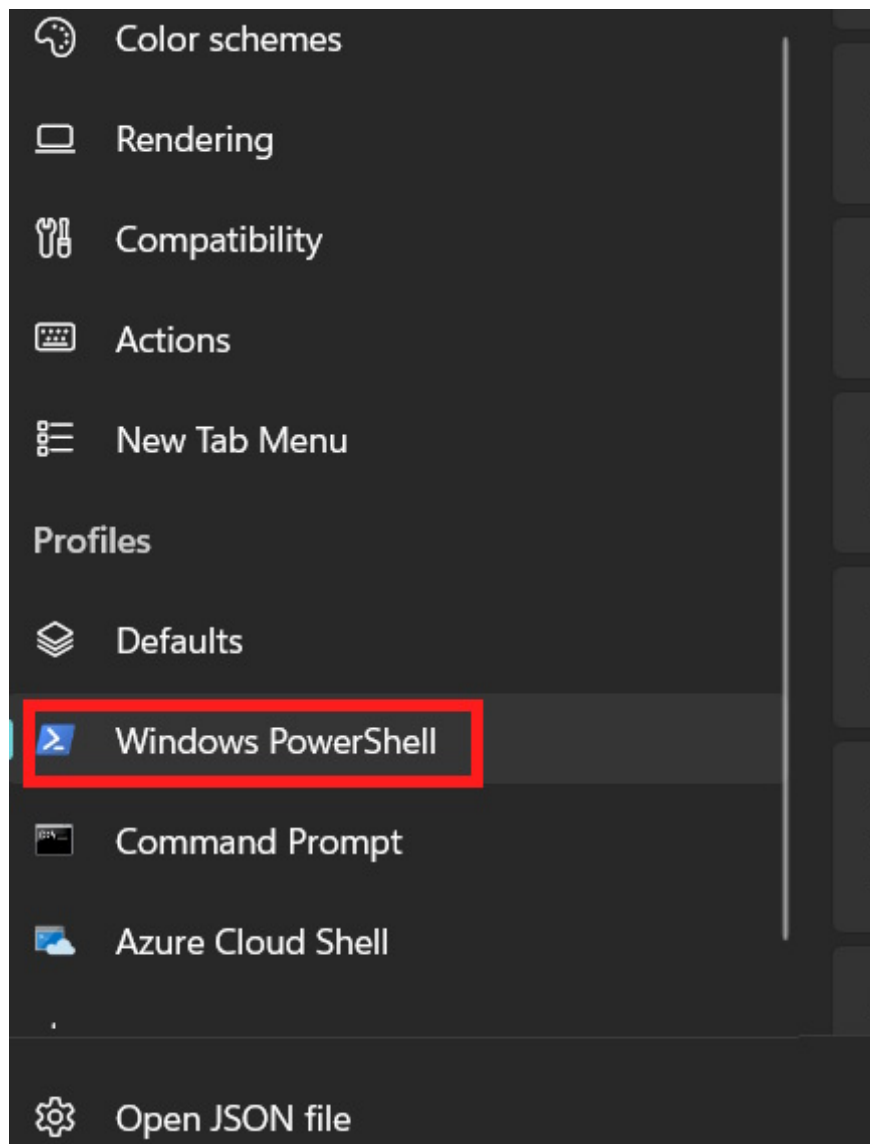 Color schemes
Rendering
Compatibility
Actions
New Tab Menu
Profiles
Defaults
Windows PowerShell
Command Prompt
Azure Cloud Shell
Open JSON file